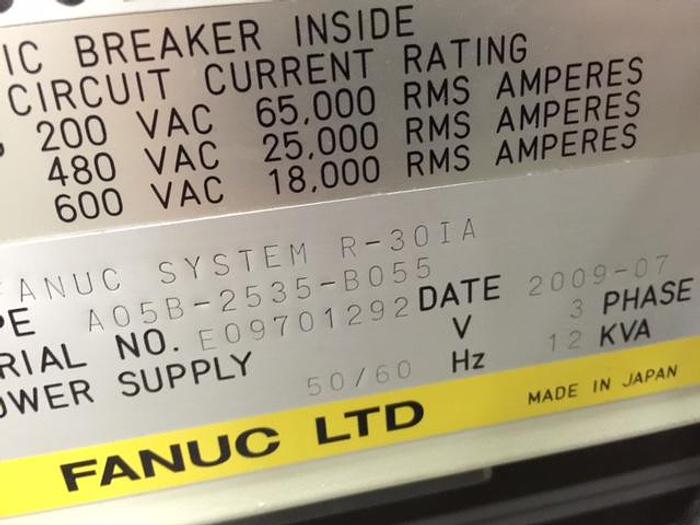 IC BREAKER INSIDE
CIRCUIT CURRENT RATING
200 VAC 65,000 RMS AMPERES
480 VAC 25,000 RMS AMPERES
600 VAC 18,000 RMS AMPERES
FANUC SYSTEM R-30IA
PE A05B-2535-B055 DATE 2009-07
RIAL NO. E09701292 V 3 PHASE
OWER SUPPLY 50/60 Hz 12 KVA
FANUC LTD MADE IN JAPAN